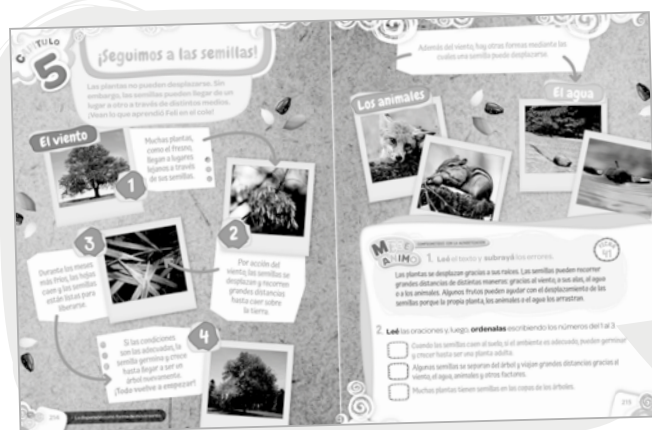 CAPÍTULO
5
¡Seguimos a las semillas!
Las plantas no pueden desplazarse. Sin
embargo, las semillas pueden llegar de un
lugar a otro a través de distintos medios.
¡Veán lo que aprendió Feli en el cole!
El viento
Muchas plantas,
como el fresno,
llegan a lugares
lejanos a través
de sus semillas.
1
2
Por acción del
viento, las semillas se
desplazan y recorren
grandes distancias
hasta caer sobre
la tierra.
3
Durante los meses
más fríos, las hojas
caen y las semillas
están listas para
liberarse.
4
Si las condiciones
son las adecuadas, la
semilla germina y crece
hasta llegar a ser un
árbol nuevamente.
¡Todo vuelve a empezar!
214
Además del viento, hay otras formas mediante las
cuales una semilla puede desplazarse.
Los animales
El agua
ME
ANIMO
1. Leé el texto y subrayá los errores.
Las plantas se desplazan gracias a sus raíces. Las semillas pueden recorrer
grandes distancias de distintas maneras: gracias al viento, a sus alas, al agua
o a los animales. Algunos frutos pueden ayudar con el desplazamiento de las
semillas porque la propia planta, los animales o el agua los arrastran.
2. Leé las oraciones y, luego, ordenalas escribiendo los números del 1 al 3
Cuando las semillas caen al suelo, si el ambiente es adecuado, pueden germinar
y crecer hasta ser una planta adulta.
Algunas semillas se separan del árbol y viajan grandes distancias gracias al
viento, el agua, animales y otros factores.
Muchas plantas tienen semillas en las copas de los árboles.
215